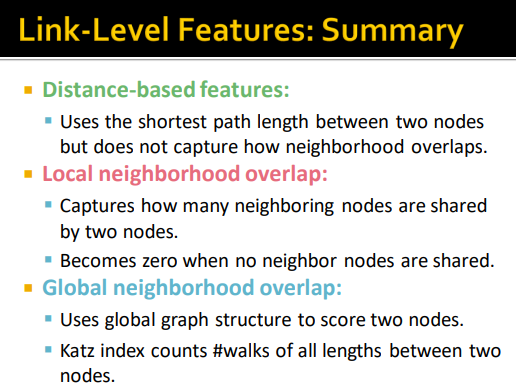 Link-Level Features: Summary
Distance-based features:
Uses the shortest path length between two nodes
but does not capture how neighborhood overlaps.
Local neighborhood overlap:
Captures how many neighboring nodes are shared
by two nodes.
Becomes zero when no neighbor nodes are shared.
Global neighborhood overlap:
Uses global graph structure to score two nodes.
Katz index counts #walks of all lengths between two
nodes.